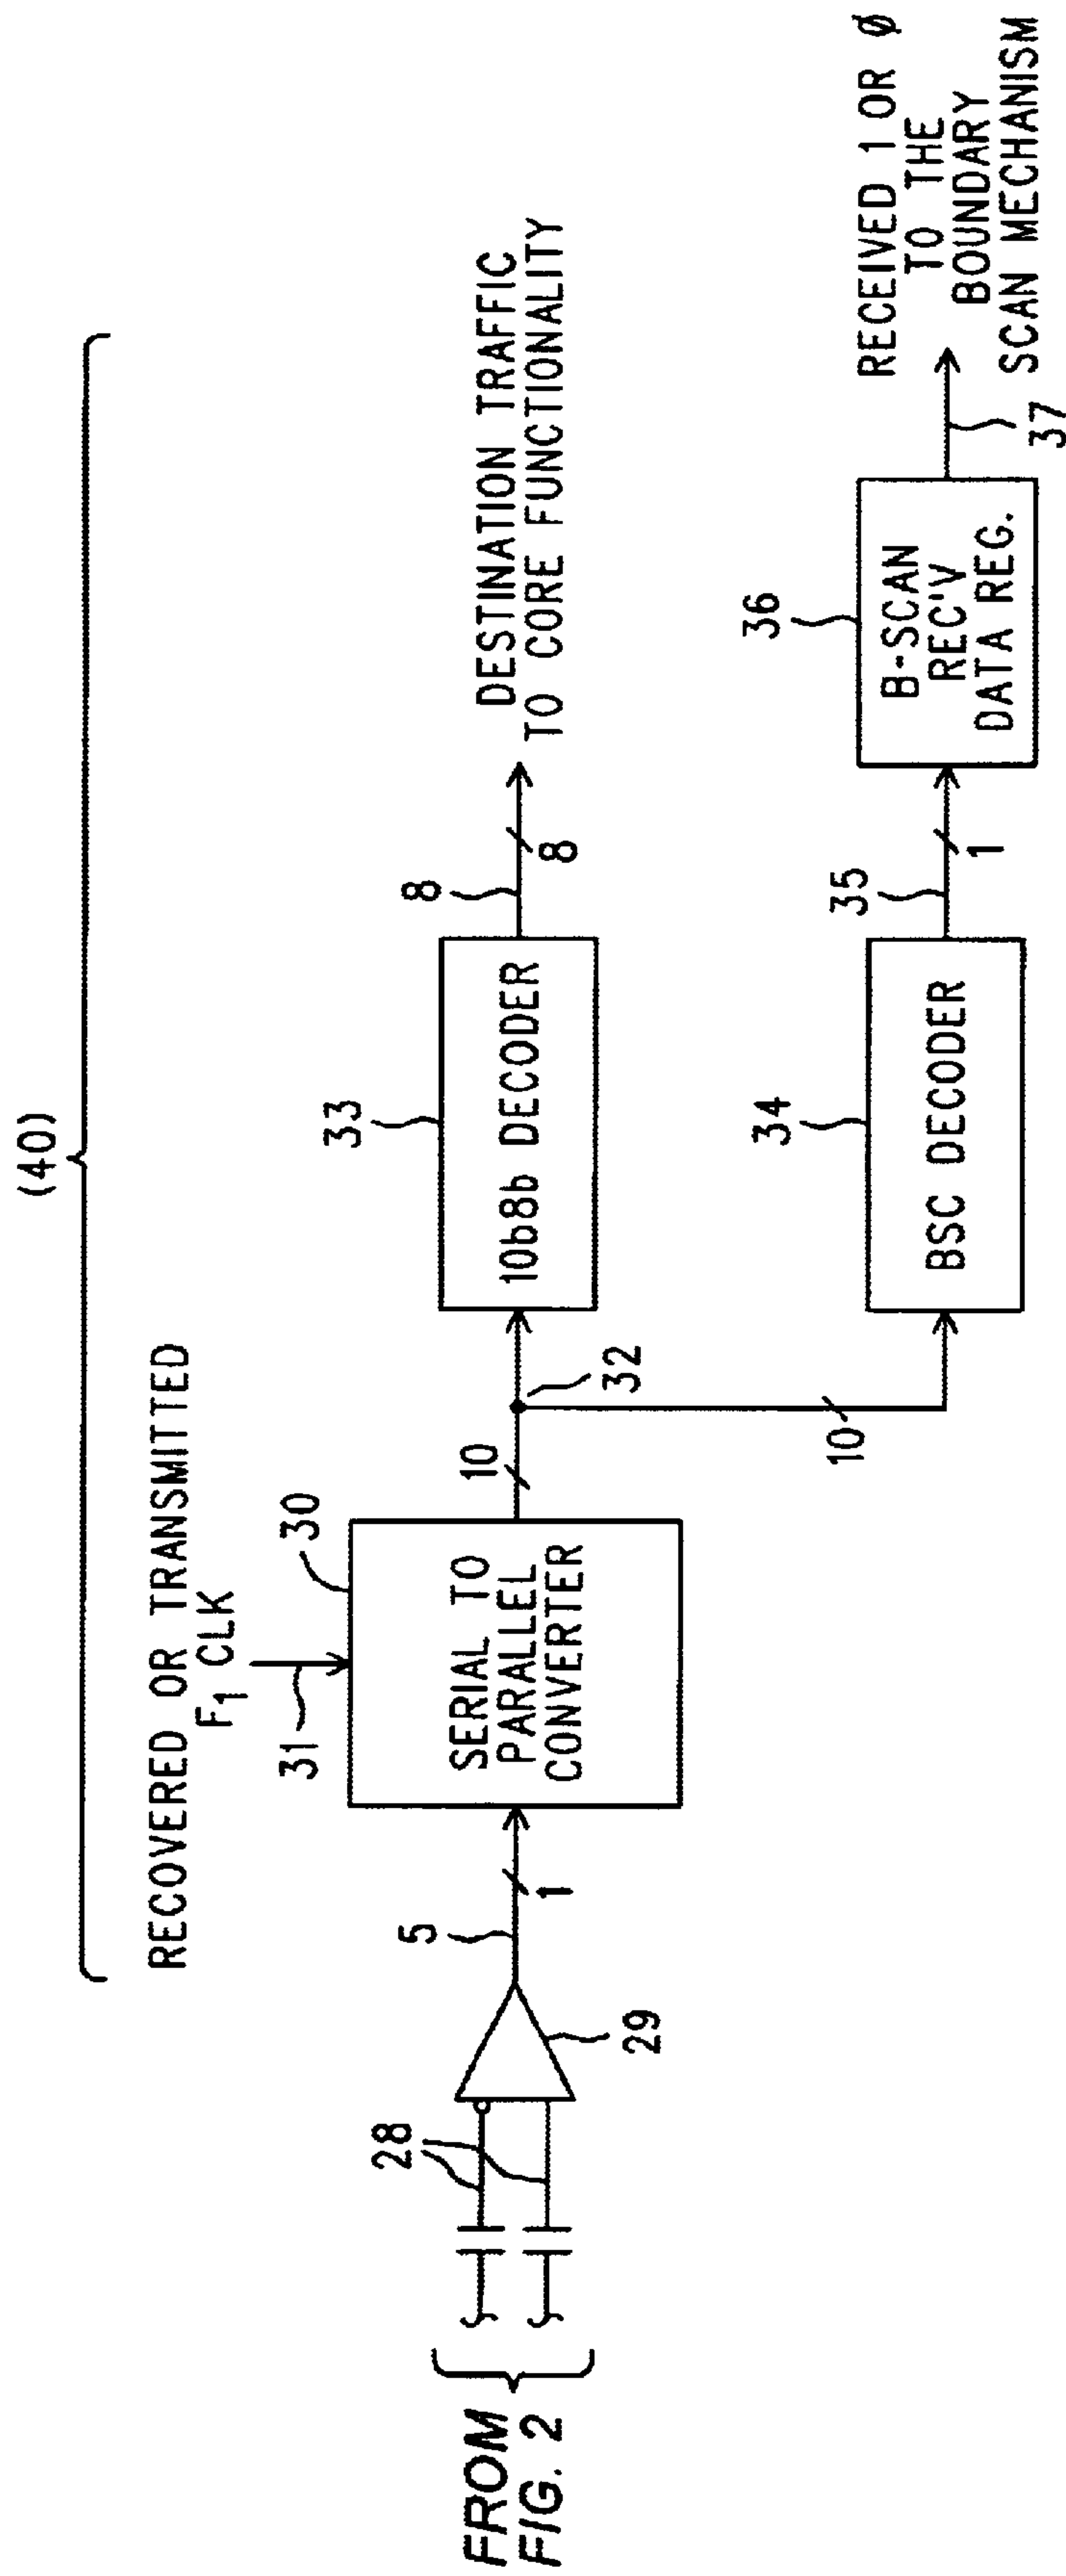 (40)
RECOVERED OR TRANSMITTED
F1 CLK
31
30
SERIAL TO
PARALLEL
CONVERTER
FROM
FIG. 2
28
29
5
1
10
32
10
33
10b8b DECODER
8
8
DESTINATION TRAFFIC
TO CORE FUNCTIONALITY
34
BSC DECODER
35
1
36
B-SCAN
REC'V
DATA REG.
37
RECEIVED 1 OR Ø
TO THE
BOUNDARY
SCAN MECHANISM